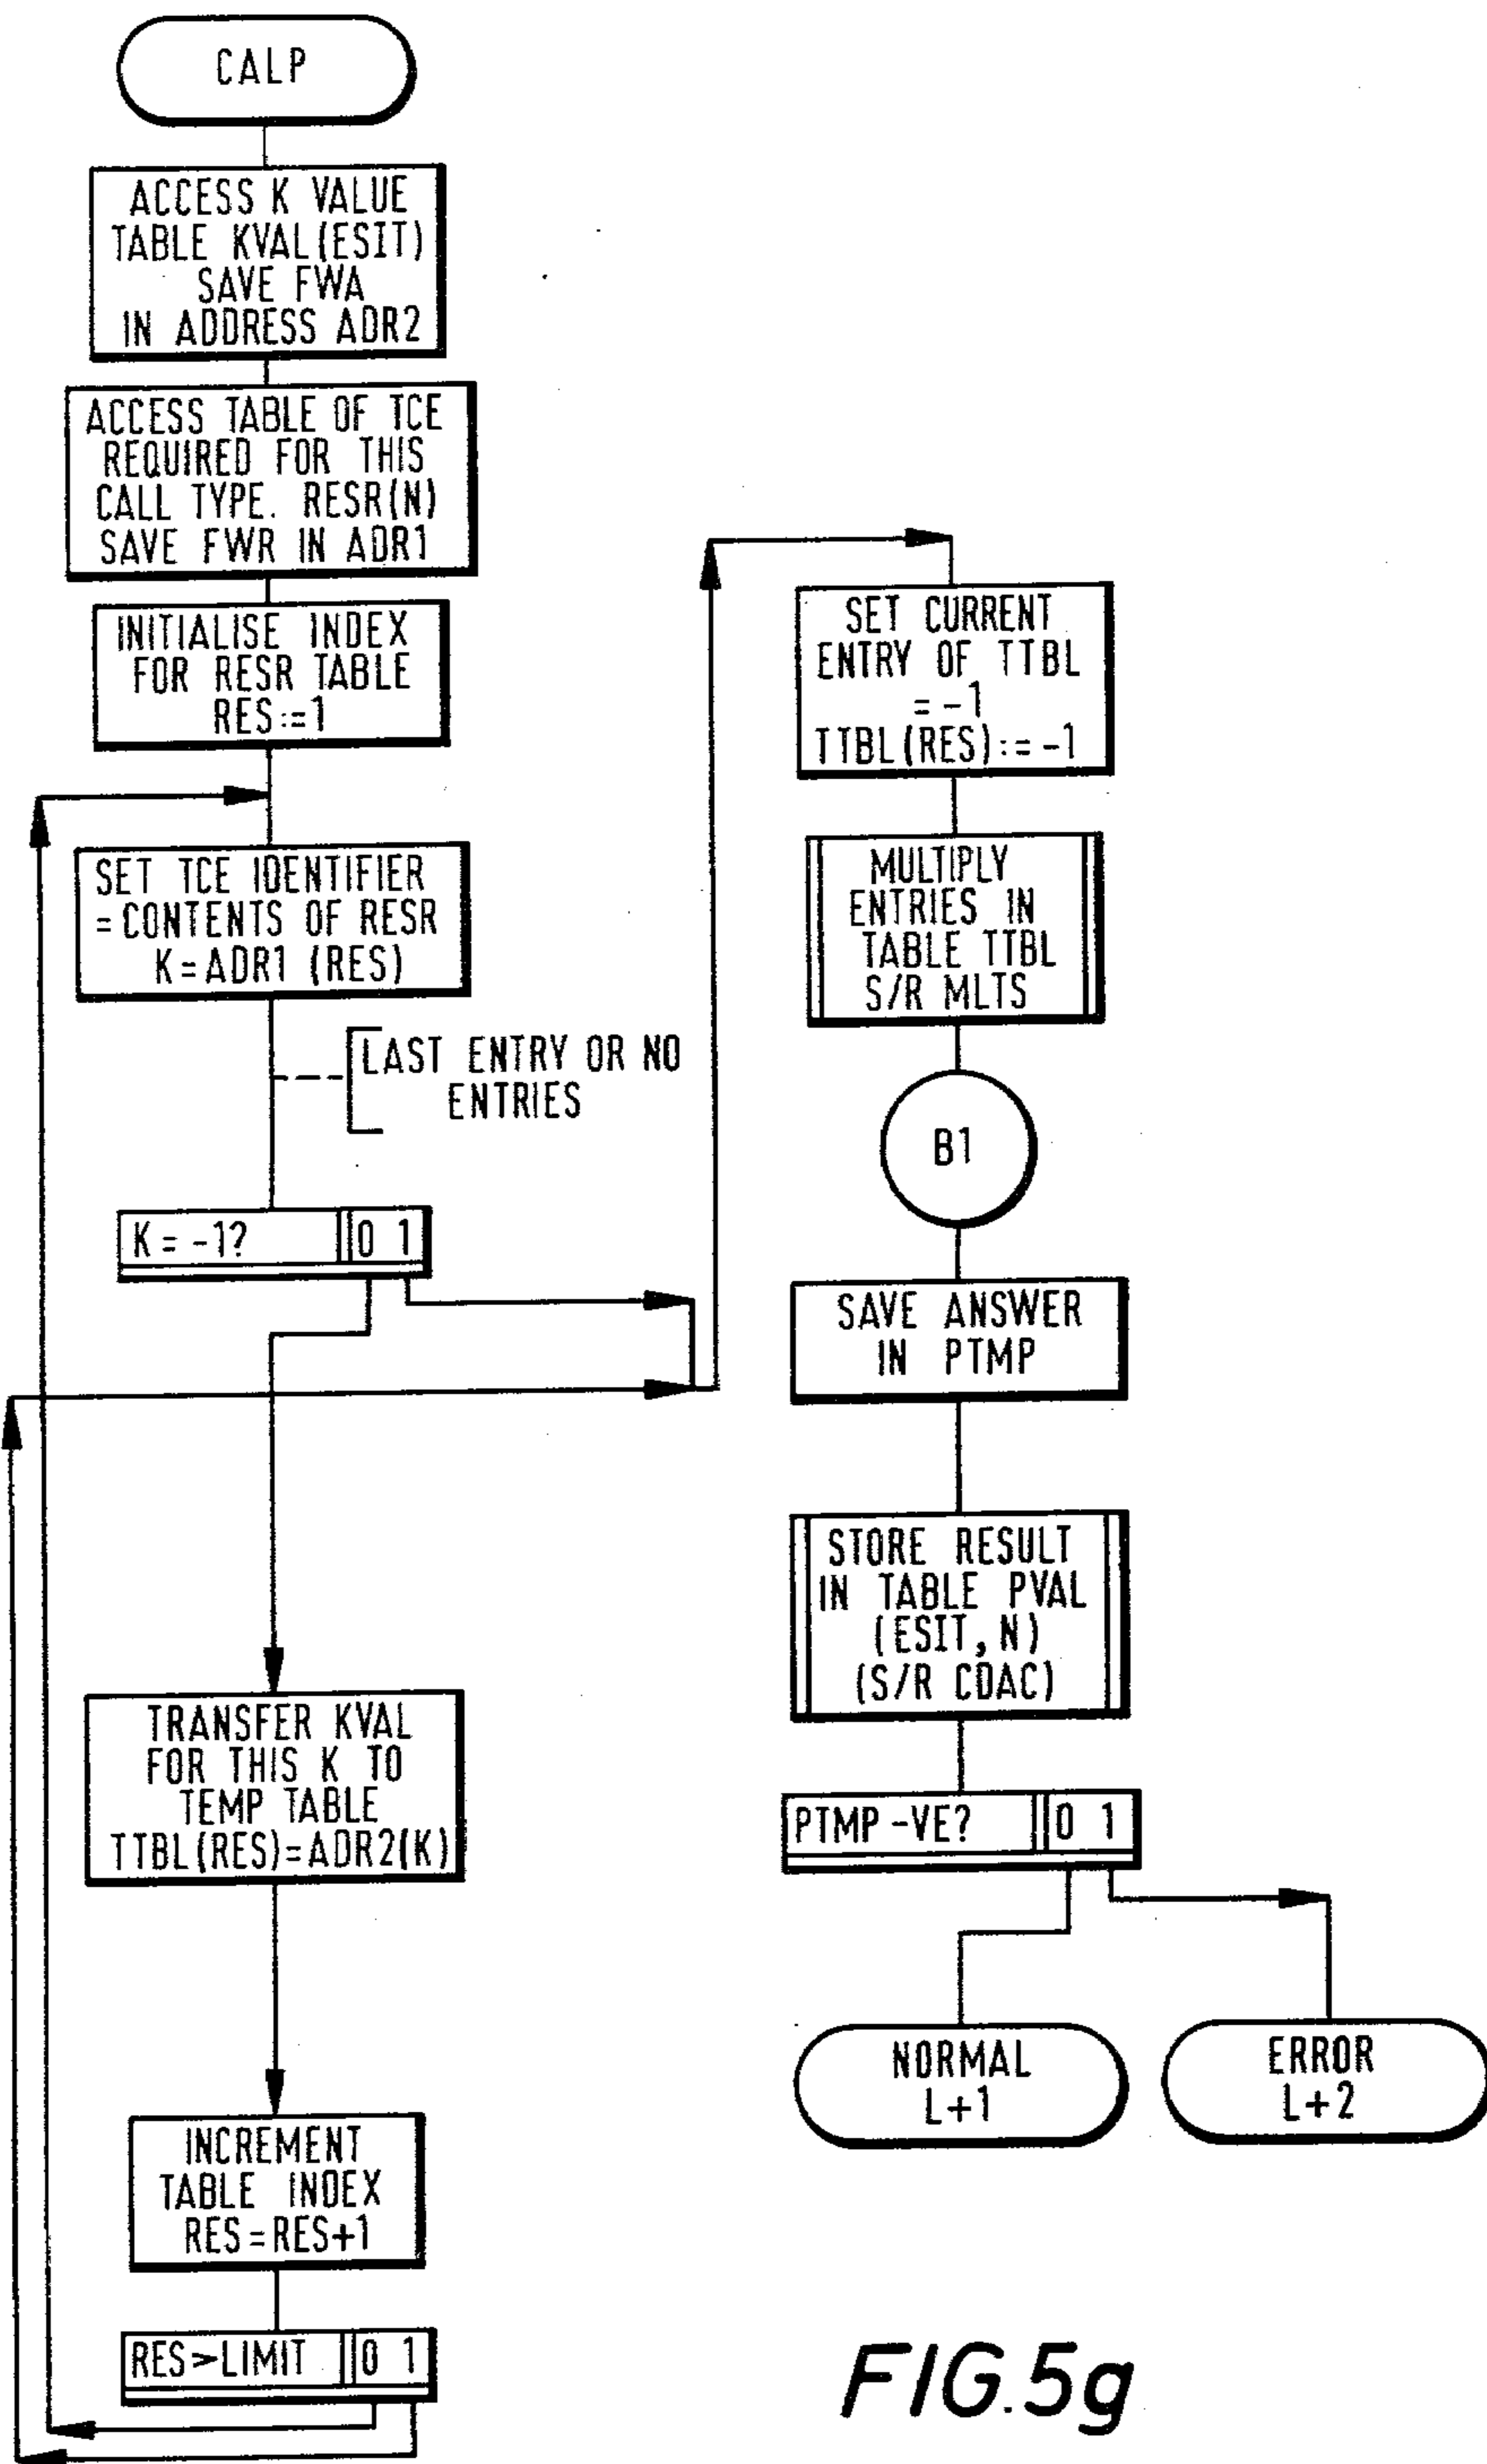 CALP
ACCESS K VALUE
TABLE KVAL(ESIT)
SAVE FWA
IN ADDRESS ADR2
ACCESS TABLE OF TCE
REQUIRED FOR THIS
CALL TYPE. RESR(N)
SAVE FWR IN ADR1
INITIALISE INDEX
FOR RESR TABLE
RES:=1
SET TCE IDENTIFIER
=CONTENTS OF RESR
K=ADR1 (RES)
LAST ENTRY OR NO
ENTRIES
K = -1? 0 1
TRANSFER KVAL
FOR THIS K TO
TEMP TABLE
TTBL(RES)=ADR2(K)
INCREMENT
TABLE INDEX
RES=RES+1
RES>LIMIT 0 1
SET CURRENT
ENTRY OF TTBL
= -1
TTBL(RES):= -1
MULTIPLY
ENTRIES IN
TABLE TTBL
S/R MLTS
B1
SAVE ANSWER
IN PTMP
STORE RESULT
IN TABLE PVAL
(ESIT,N)
(S/R CDAC)
PTMP -VE? 0 1
NORMAL
L+1
ERROR
L+2
FIG.5g